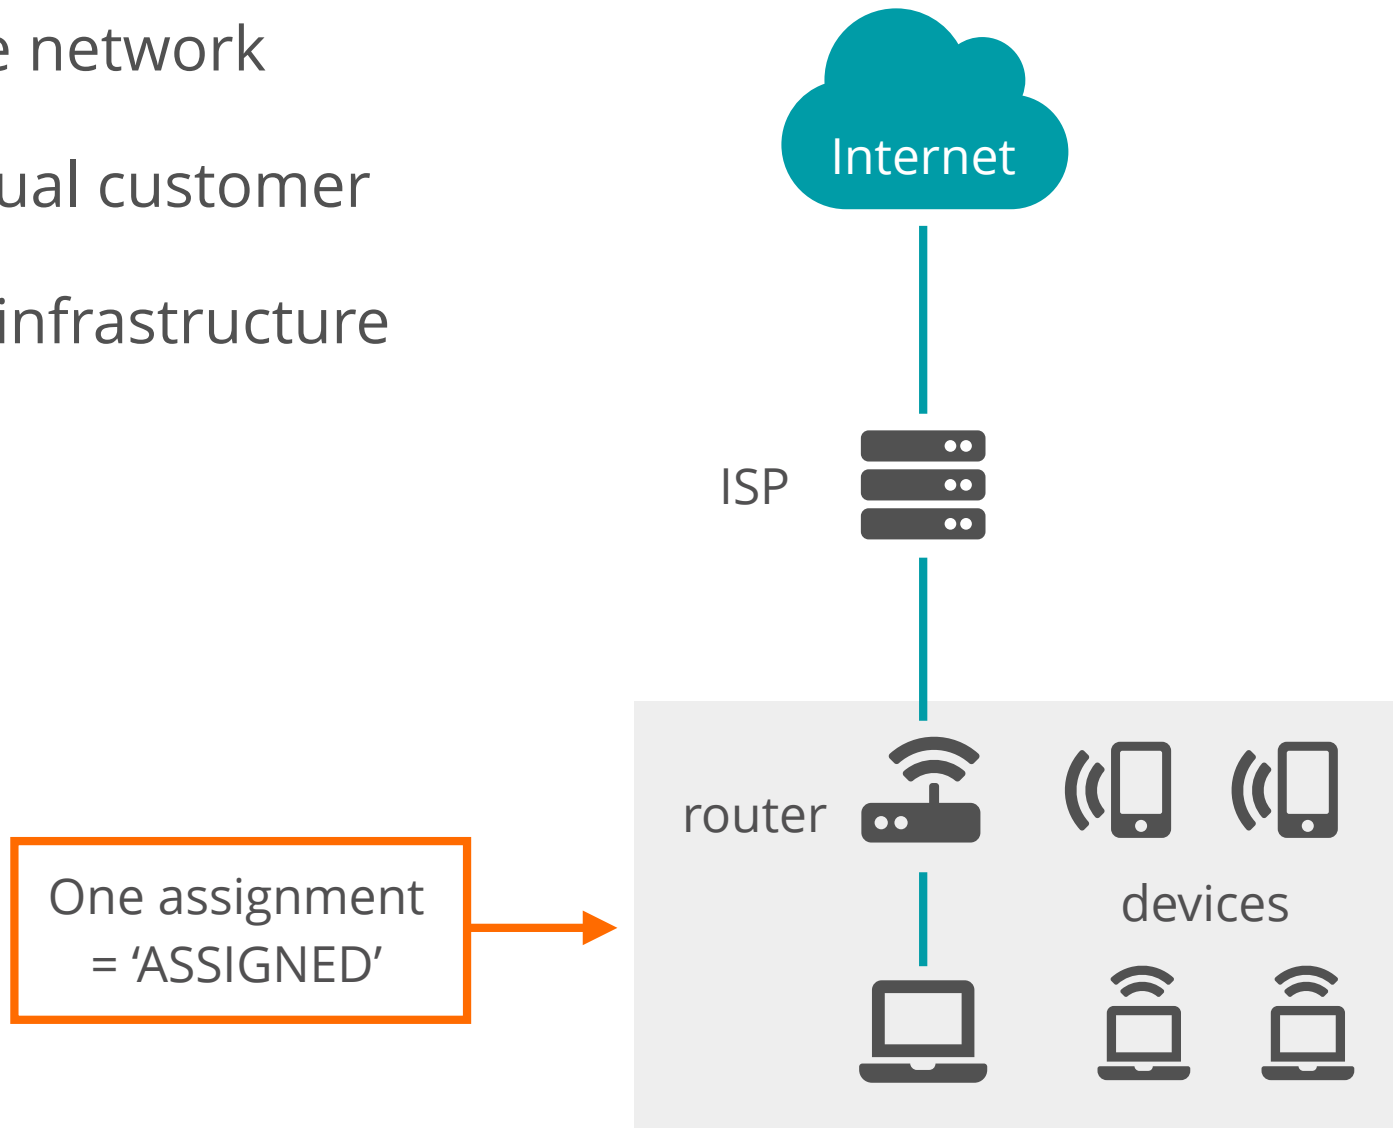 e network
ual customer
infrastructure
Internet
ISP
router
devices
One assignment
= ‘ASSIGNED’